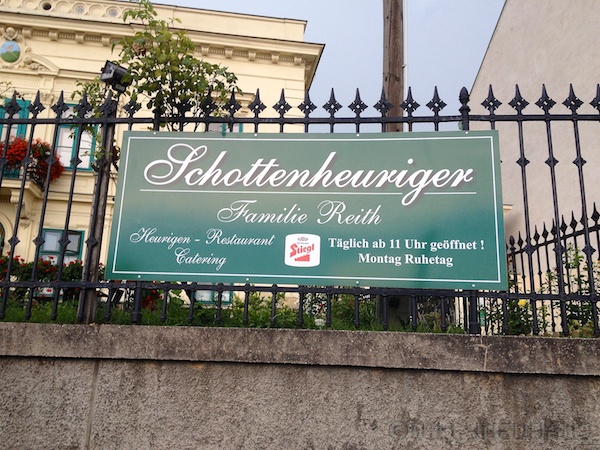 Schottenheuriger
Familie Reith
Heurigen - Restaurant
Catering
Stiegl
Täglich ab 11 Uhr geöffnet !
Montag Ruhetag